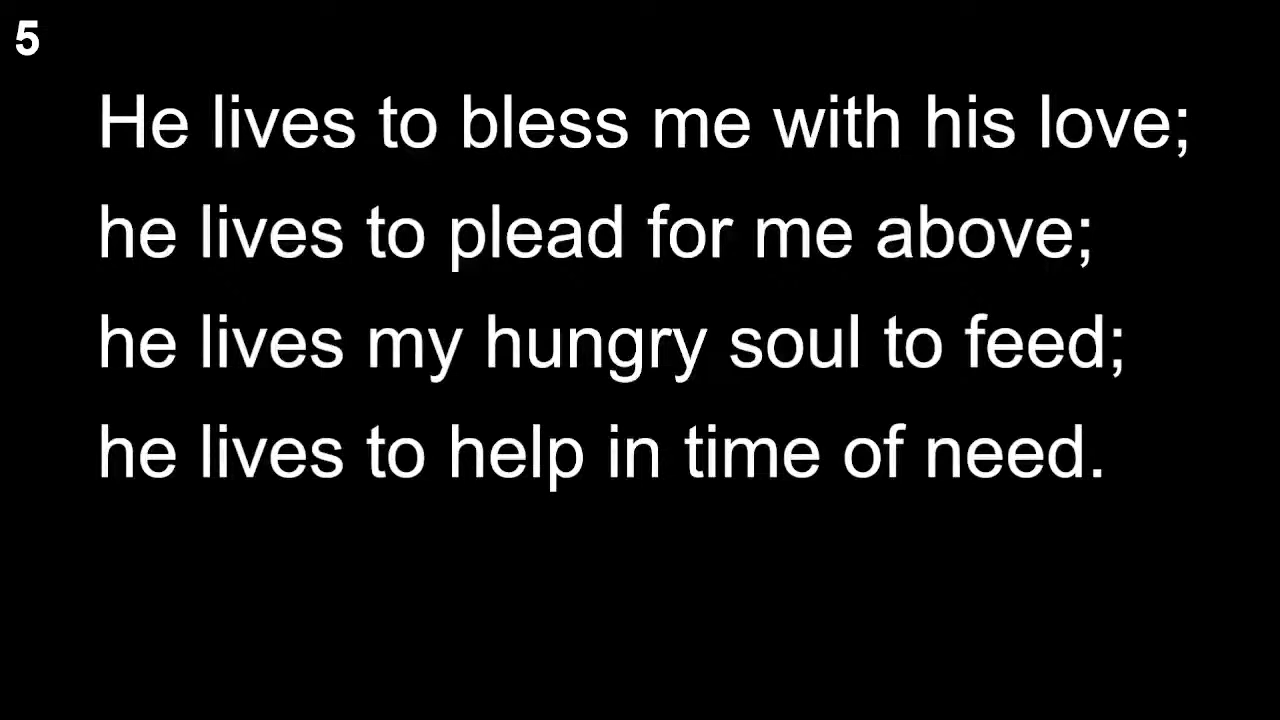 5
He lives to bless me with his love;
he lives to plead for me above;
he lives my hungry soul to feed;
he lives to help in time of need.